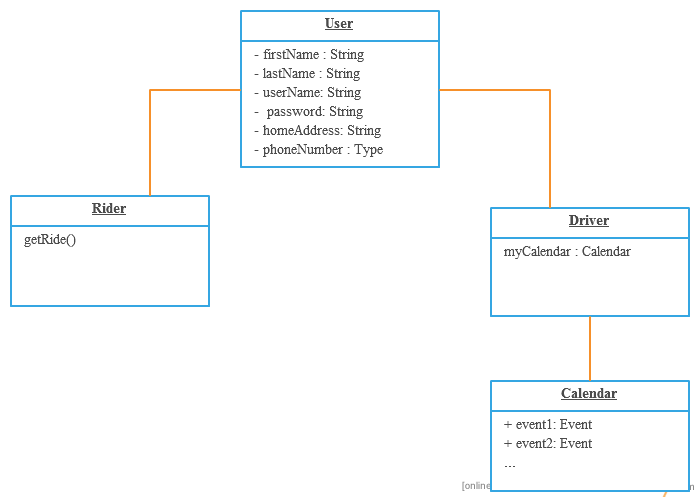 User
- firstName : String
- lastName : String
- userName: String
-  password: String
- homeAddress: String
- phoneNumber : Type
Rider
getRide()
Driver
myCalendar : Calendar
Calendar
+ event1: Event
+ event2: Event
...
[online